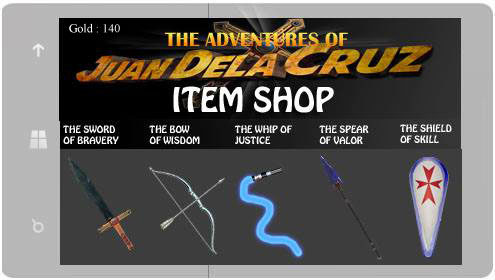 Gold : 140
THE ADVENTURES OF
JUAN DELA CRUZ
ITEM SHOP
THE SWORD
OF BRAVERY
THE BOW
OF WISDOM
THE WHIP OF
JUSTICE
THE SPEAR
OF VALOR
THE SHIELD
OF SKILL